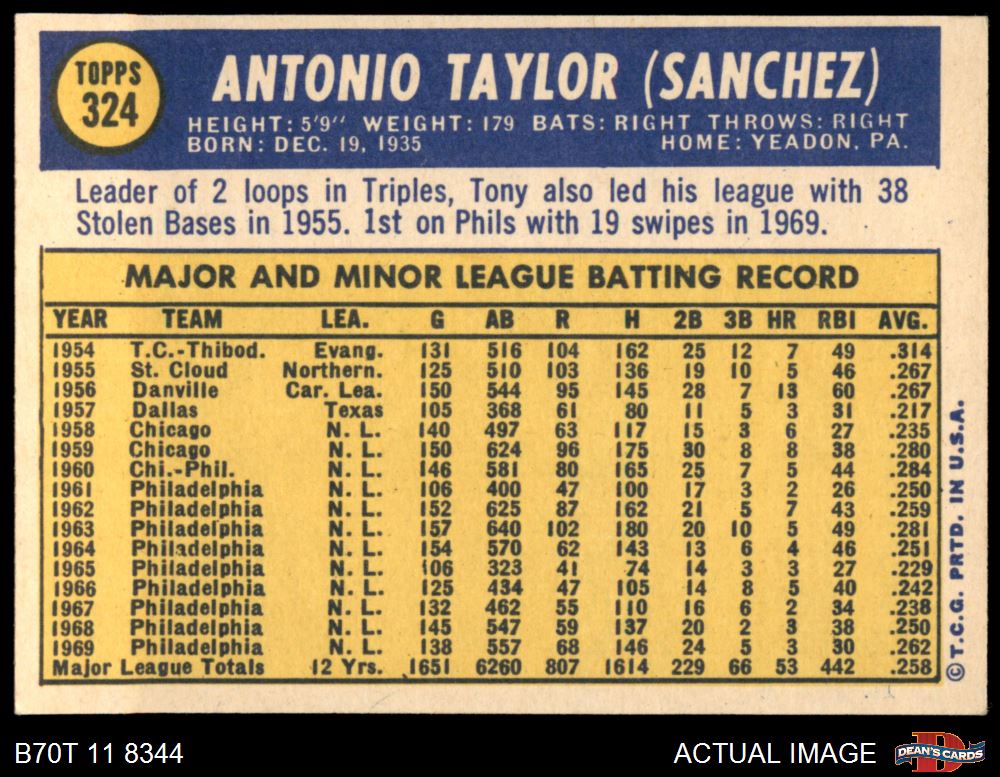 TOPPS
324
ANTONIO TAYLOR (SANCHEZ)
HEIGHT: 5'9" WEIGHT: 179 BATS: RIGHT THROWS: RIGHT
BORN: DEC. 19, 1935 HOME: YEADON, PA.
Leader of 2 loops in Triples, Tony also led his league with 38
Stolen Bases in 1955. 1st on Phils with 19 swipes in 1969.
MAJOR AND MINOR LEAGUE BATTING RECORD
YEAR TEAM LEA. G AB R H 2B 3B HR RBI AVG.
1954 T.C.-Thibod. Evang. 131 516 104 162 25 12 7 49 .314
1955 St. Cloud Northern. 125 510 103 136 19 10 5 46 .267
1956 Danville Car. Lea. 150 544 95 145 28 7 13 60 .267
1957 Dallas Texas 105 368 61 80 11 5 3 31 .217
1958 Chicago N. L. 140 497 63 117 15 3 6 27 .235
1959 Chicago N. L. 150 624 96 175 30 8 8 38 .280
1960 Chi.-Phil. N. L. 146 581 80 165 25 7 5 44 .284
1961 Philadelphia N. L. 106 400 47 100 17 3 2 26 .250
1962 Philadelphia N. L. 152 625 87 162 21 5 7 43 .259
1963 Philadelphia N. L. 157 640 102 180 20 10 5 49 .281
1964 Philadelphia N. L. 154 570 62 143 13 6 4 46 .251
1965 Philadelphia N. L. 106 323 41 74 14 3 3 27 .229
1966 Philadelphia N. L. 125 434 47 105 14 8 5 40 .242
1967 Philadelphia N. L. 132 462 55 110 16 6 2 34 .238
1968 Philadelphia N. L. 145 547 59 137 20 2 3 38 .250
1969 Philadelphia N. L. 138 557 68 146 24 5 3 30 .262
Major League Totals 12 Yrs. 1651 6260 807 1614 229 66 53 442 .258
© T.C.G. PRTD. IN U.S.A.
B70T 11 8344
ACTUAL IMAGE
DEAN'S CARDS